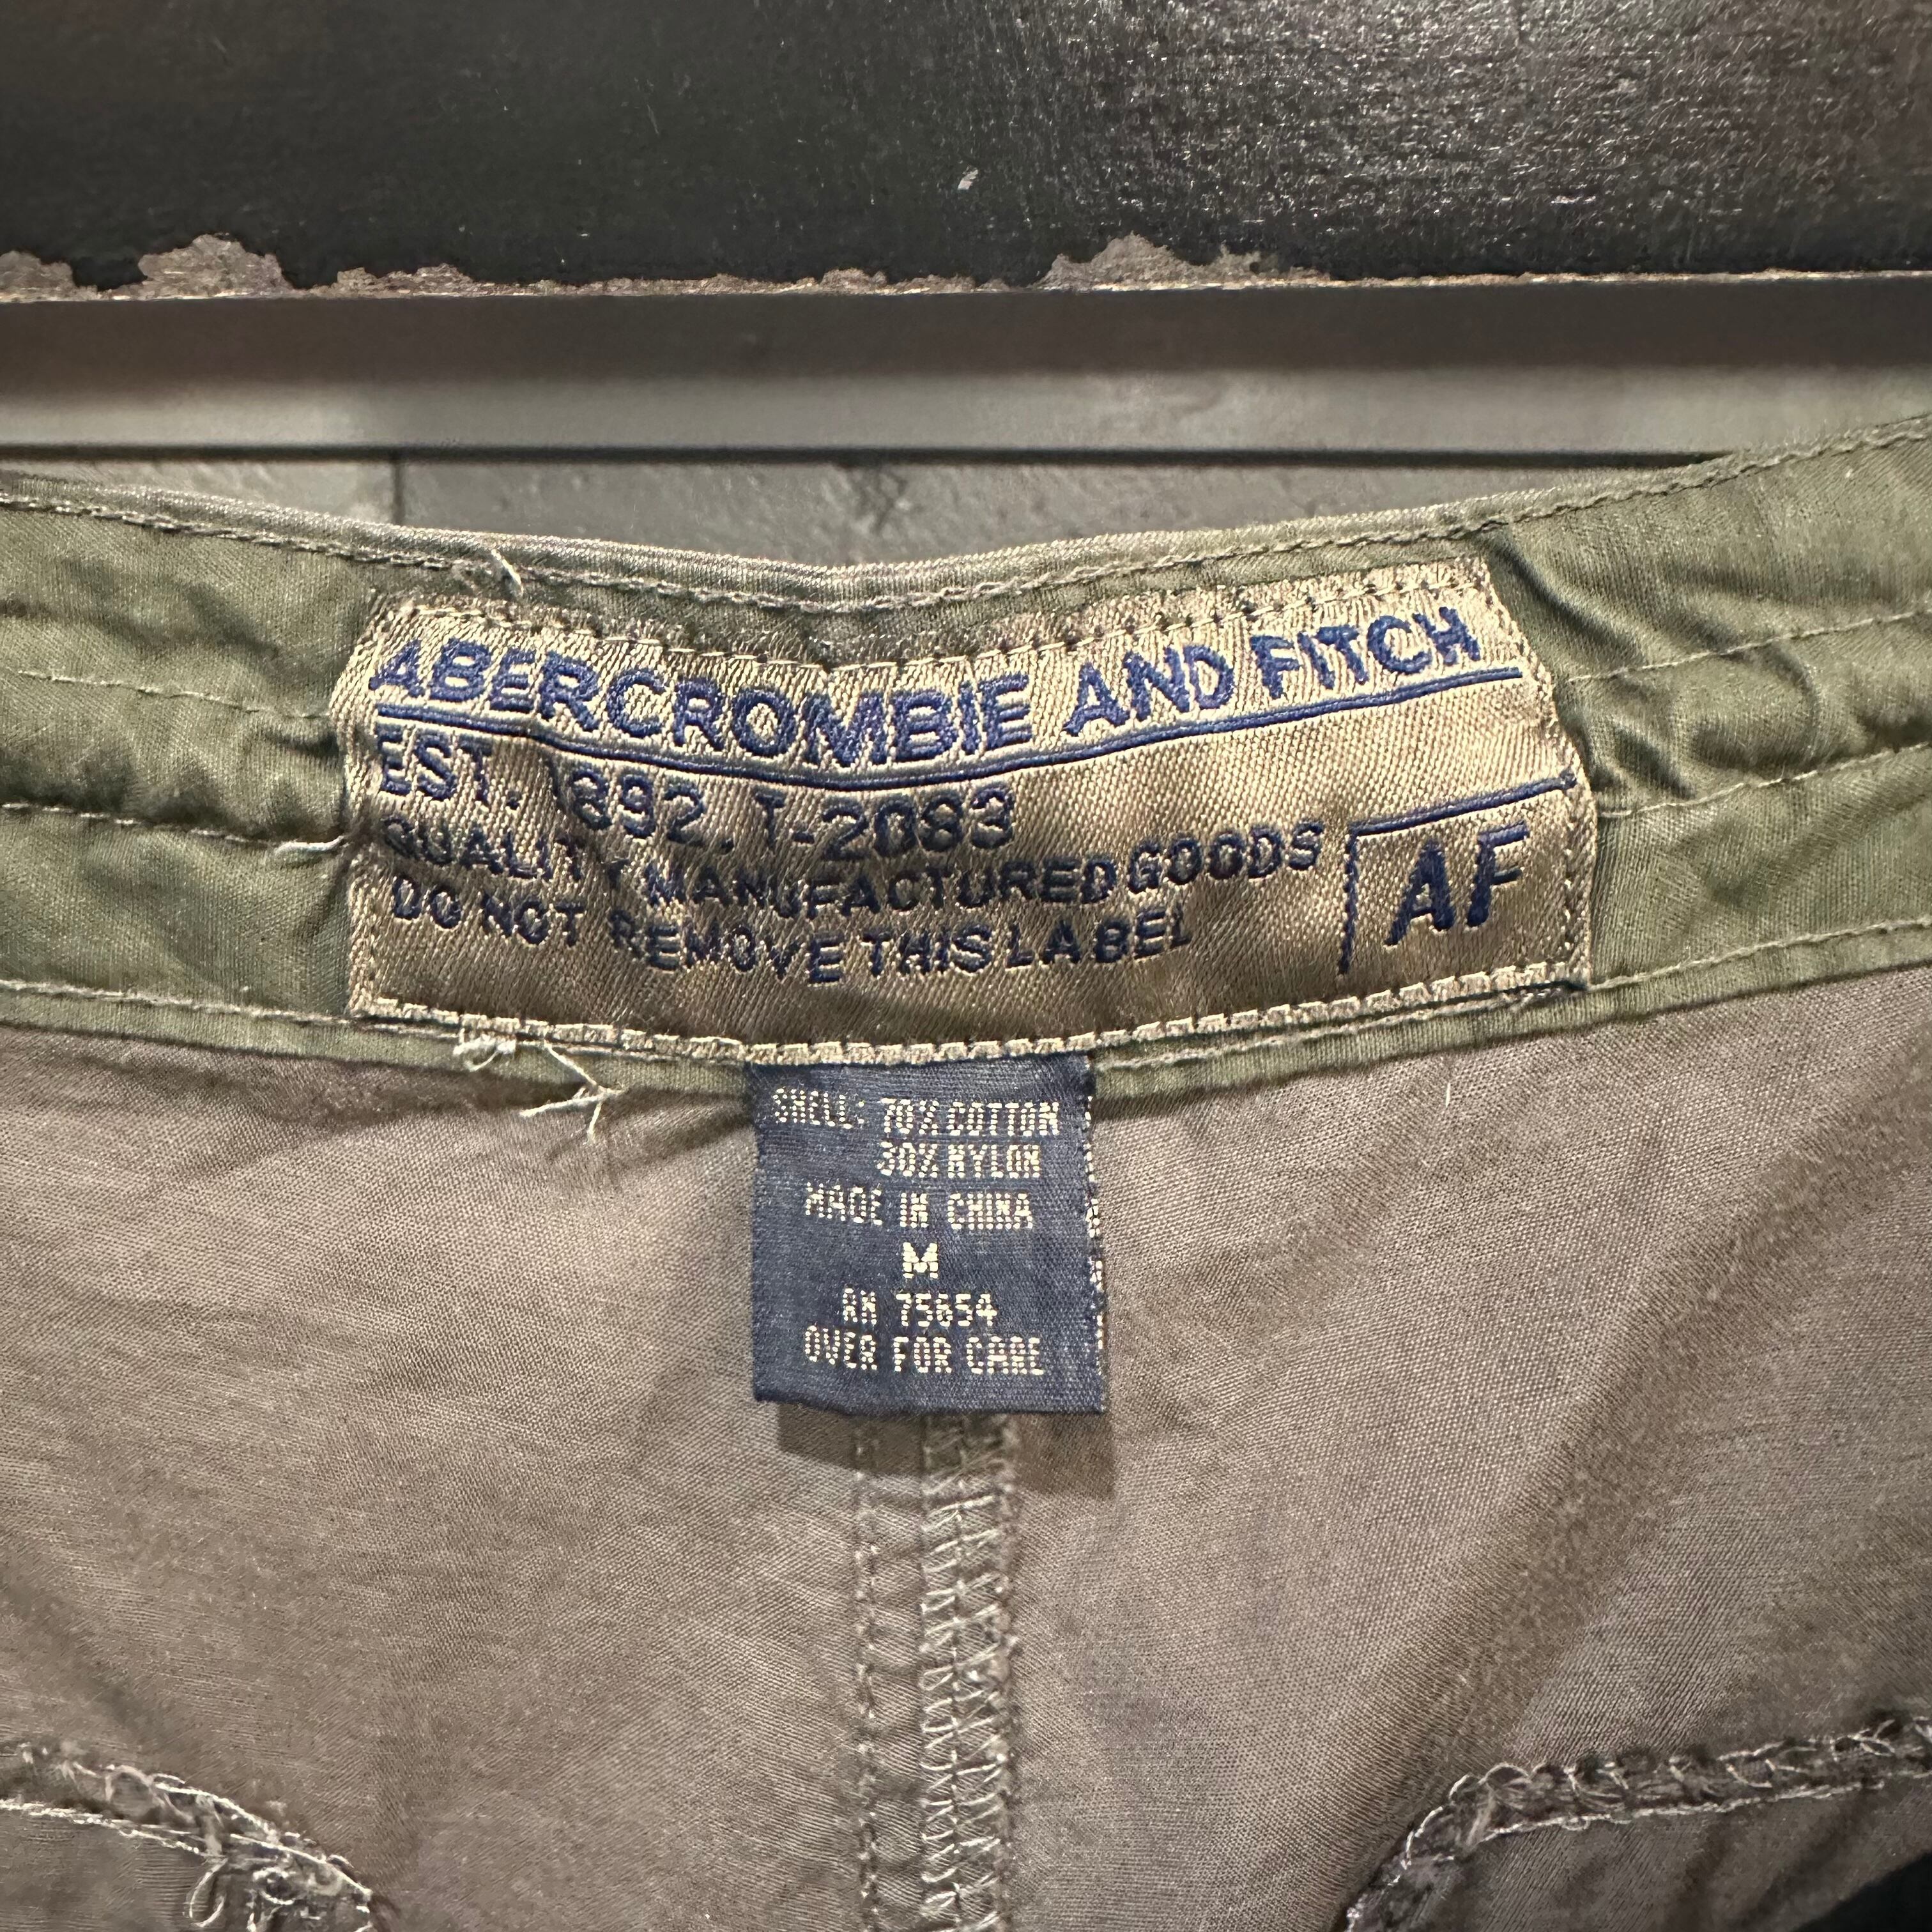 ABERCROMBIE AND FITCH
EST. 1892, T-2083
QUALITY MANUFACTURED GOODS
DO NOT REMOVE THIS LABEL
AF
SHELL: 70% COTTON
30% NYLON
MADE IN CHINA
M
RN 75654
OVER FOR CARE